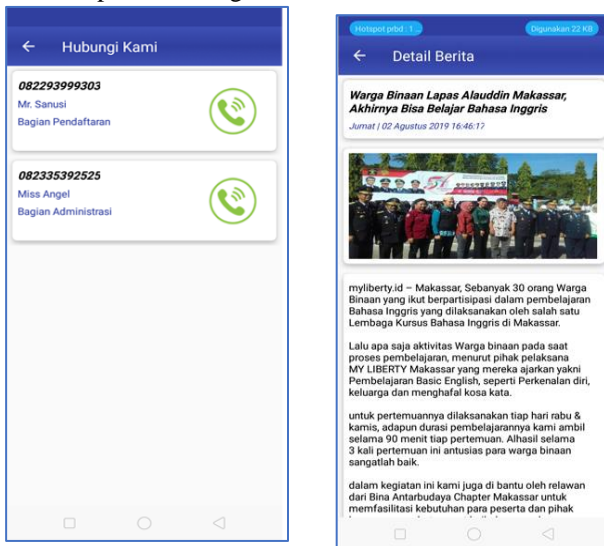 Hubungi Kami
082293999303
Mr. Sanusi
Bagian Pendaftaran
082335392525
Miss Angel
Bagian Administrasi
Hotspot prbd : 1 ...
Digunakan 22 KB
Detail Berita
Warga Binaan Lapas Alauddin Makassar,
Akhirnya Bisa Belajar Bahasa Inggris
Jumat | 02 Agustus 2019 16:46:17
myliberty.id – Makassar, Sebanyak 30 orang Warga
Binaan yang ikut berpartisipasi dalam pembelajaran
Bahasa Inggris yang dilaksanakan oleh salah satu
Lembaga Kursus Bahasa Inggris di Makassar.
Lalu apa saja aktivitas Warga binaan pada saat
proses pembelajaran, menurut pihak pelaksana
MY LIBERTY Makassar yang mereka ajarkan yakni
Pembelajaran Basic English, seperti Perkenalan diri,
keluarga dan menghafal kosa kata.
untuk pertemuannya dilaksanakan tiap hari rabu &
kamis, adapun durasi pembelajarannya kami ambil
selama 90 menit tiap pertemuan. Alhasil selama
3 kali pertemuan ini antusias para warga binaan
sangatlah baik.
dalam kegiatan ini kami juga di bantu oleh relawan
dari Bina Antarbudaya Chapter Makassar untuk
memfasilitasi kebutuhan para peserta dan pihak